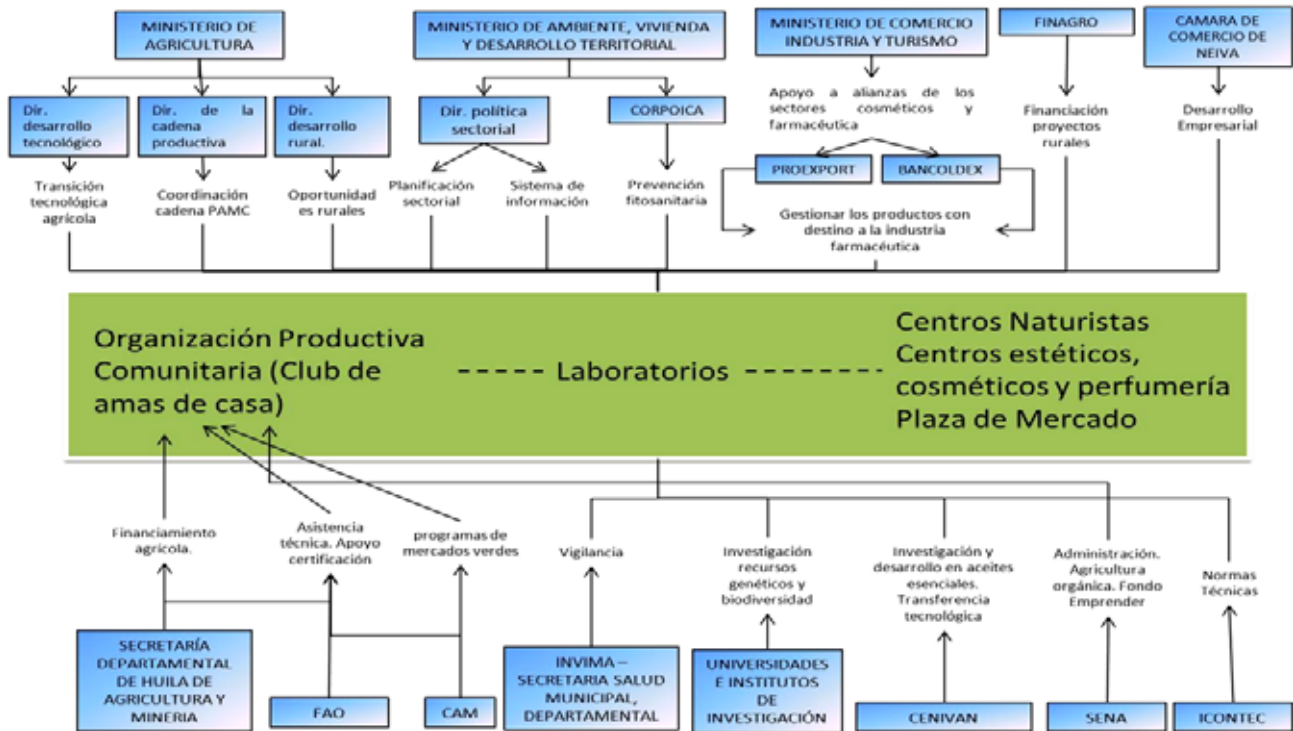 MINISTERIO DE
AGRICULTURA
MINISTERIO DE AMBIENTE, VIVIENDA
Y DESARROLLO TERRITORIAL
MINISTERIO DE COMERCIO
INDUSTRIA Y TURISMO
FINAGRO
CAMARA DE
COMERCIO DE
NEIVA
Dir.
desarrollo
tecnológico
Dir. de la
cadena
productiva
Dir.
desarrollo
rural.
Dir. política
sectorial
CORPOICA
Apoyo a alianzas de los
sectores cosméticos y
farmacéutica
Financiación
proyectos
rurales
Desarrollo
Empresarial
PROEXPORT
BANCOLDEX
Transición
tecnológica
agrícola
Coordinación
cadena PAMC
Oportunidad
es rurales
Planificación
sectorial
Sistema de
información
Prevención
fitosanitaria
Gestionar los productos con
destino a la industria
farmacéutica
Organización Productiva
Comunitaria (Club de
amas de casa)
Laboratorios
Centros Naturistas
Centros estéticos,
cosméticos y perfumería
Plaza de Mercado
Financiamiento
agrícola.
Asistencia
técnica. Apoyo
certificación
programas de
mercados verdes
Vigilancia
Investigación
recursos
genéticos y
biodiversidad
Investigación y
desarrollo en aceites
esenciales.
Transferencia
tecnológica
Administración.
Agricultura
orgánica. Fondo
Emprender
Normas
Técnicas
SECRETARÍA
DEPARTAMENTAL
DE HUILA DE
AGRICULTURA Y
MINERIA
FAO
CAM
INVIMA –
SECRETARIA SALUD
MUNICIPAL,
DEPARTAMENTAL
UNIVERSIDADES
E INSTITUTOS
DE
INVESTIGACIÓN
CENIVAN
SENA
ICONTEC